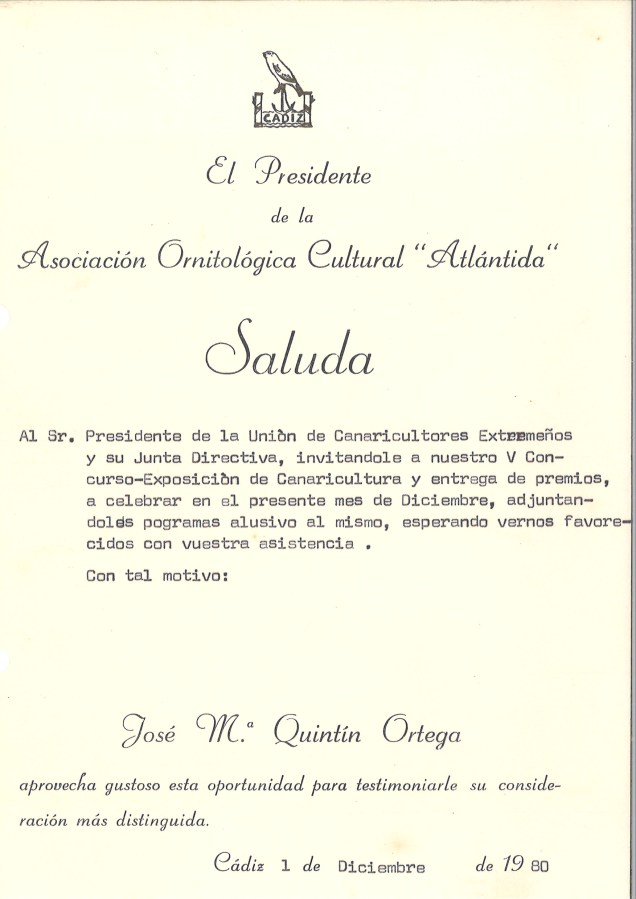 CADIZ
El Presidente
de la
Asociación Ornitológica Cultural “Atlántida“
Saluda
Al Sr. Presidente de la Uniòn de Canaricultores Extremeños
y su Junta Directiva, invitandole a nuestro V Con-
curso-Exposiciòn de Canaricultura y entrega de premios,
a celebrar en el presente mes de Diciembre, adjuntan-
doles pogramas alusivo al mismo, esperando vernos favore-
cidos con vuestra asistencia .
Con tal motivo:
José M.ª Quintín Ortega
aprovecha gustoso esta oportunidad para testimoniarle su conside-
ración más distinguida.
Cádiz 1 de Diciembre de 19 80